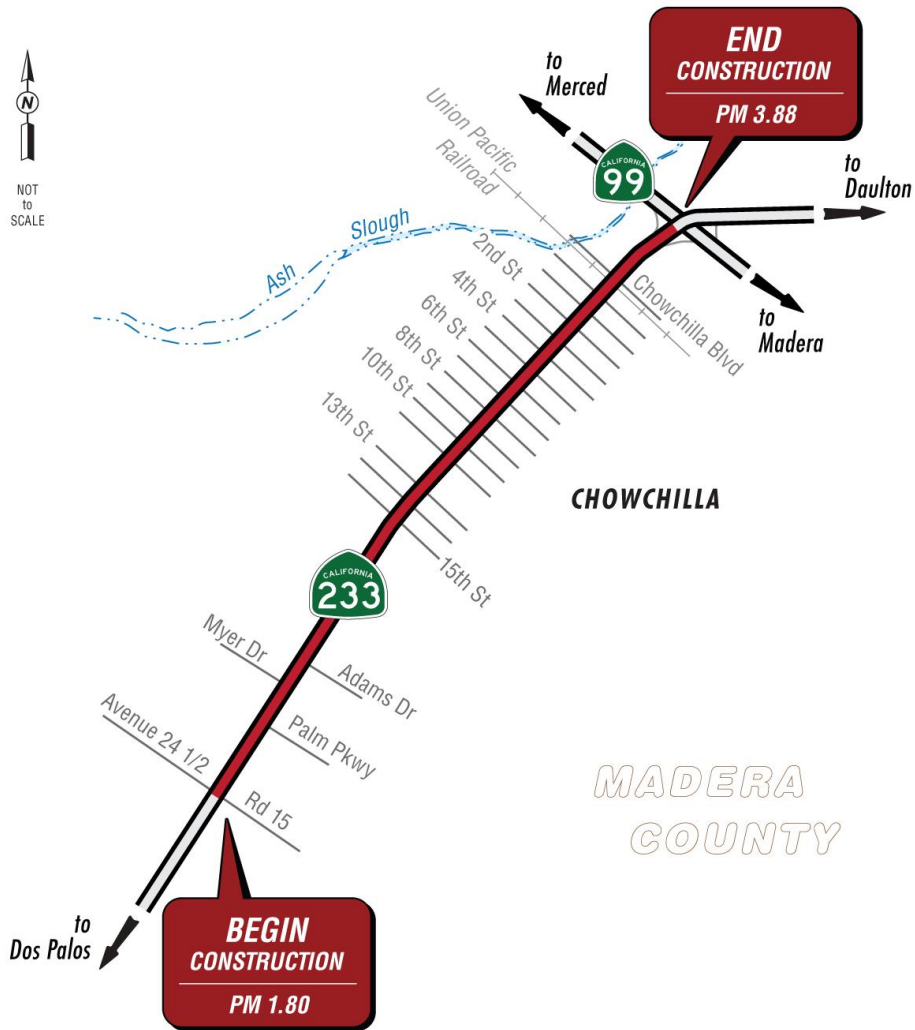 END
CONSTRUCTION
PM 3.88
to
Merced
N
NOT
to
SCALE
Union Pacific
Railroad
CALIFORNIA
99
to
Daulton
Slough
Ash
2nd St
4th St
6th St
8th St
10th St
13th St
Chowchilla Blvd
to
Madera
CHOWCHILLA
15th St
CALIFORNIA
233
Myer Dr
Adams Dr
Avenue 24 1/2
Palm Pkwy
Rd 15
MADERA
COUNTY
to
Dos Palos
BEGIN
CONSTRUCTION
PM 1.80